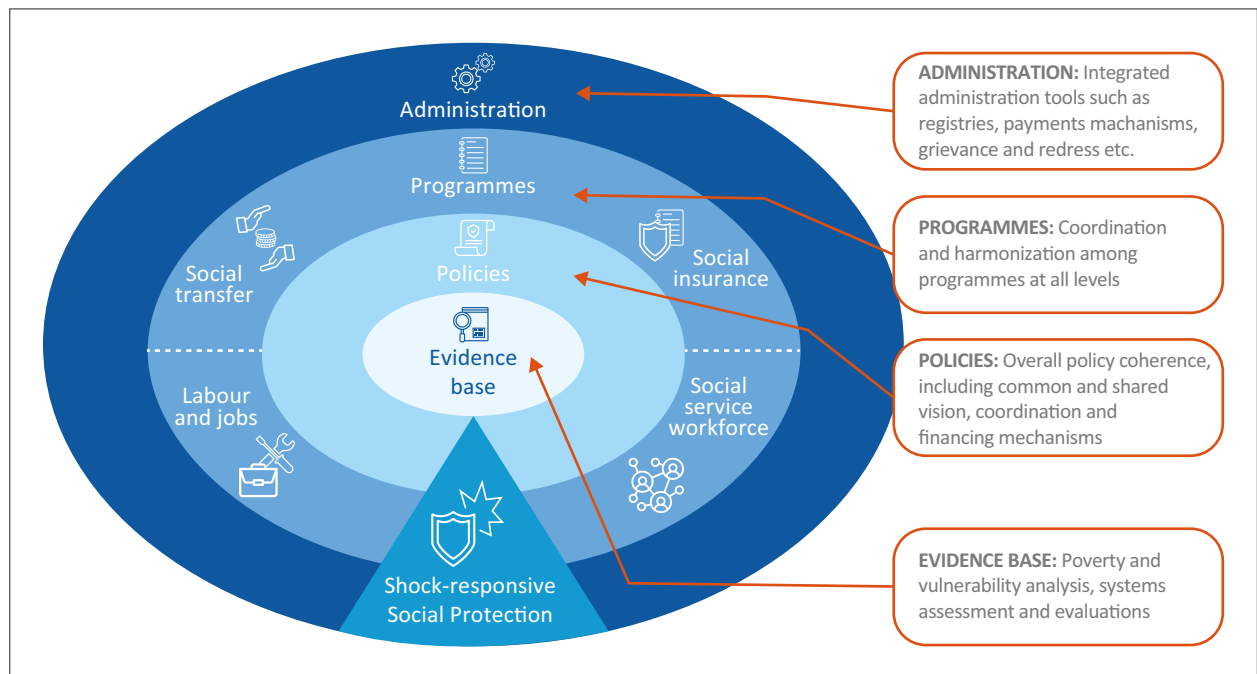 Administration
Programmes
Social
transfer
Policies
Social
insurance
Evidence
base
Labour
and jobs
Social
service
workforce
Shock-responsive
Social Protection
ADMINISTRATION: Integrated
administration tools such as
registries, payments machanisms,
grievance and redress etc.
PROGRAMMES: Coordination
and harmonization among
programmes at all levels
POLICIES: Overall policy coherence,
including common and shared
vision, coordination and
financing mechanisms
EVIDENCE BASE: Poverty and
vulnerability analysis, systems
assessment and evaluations